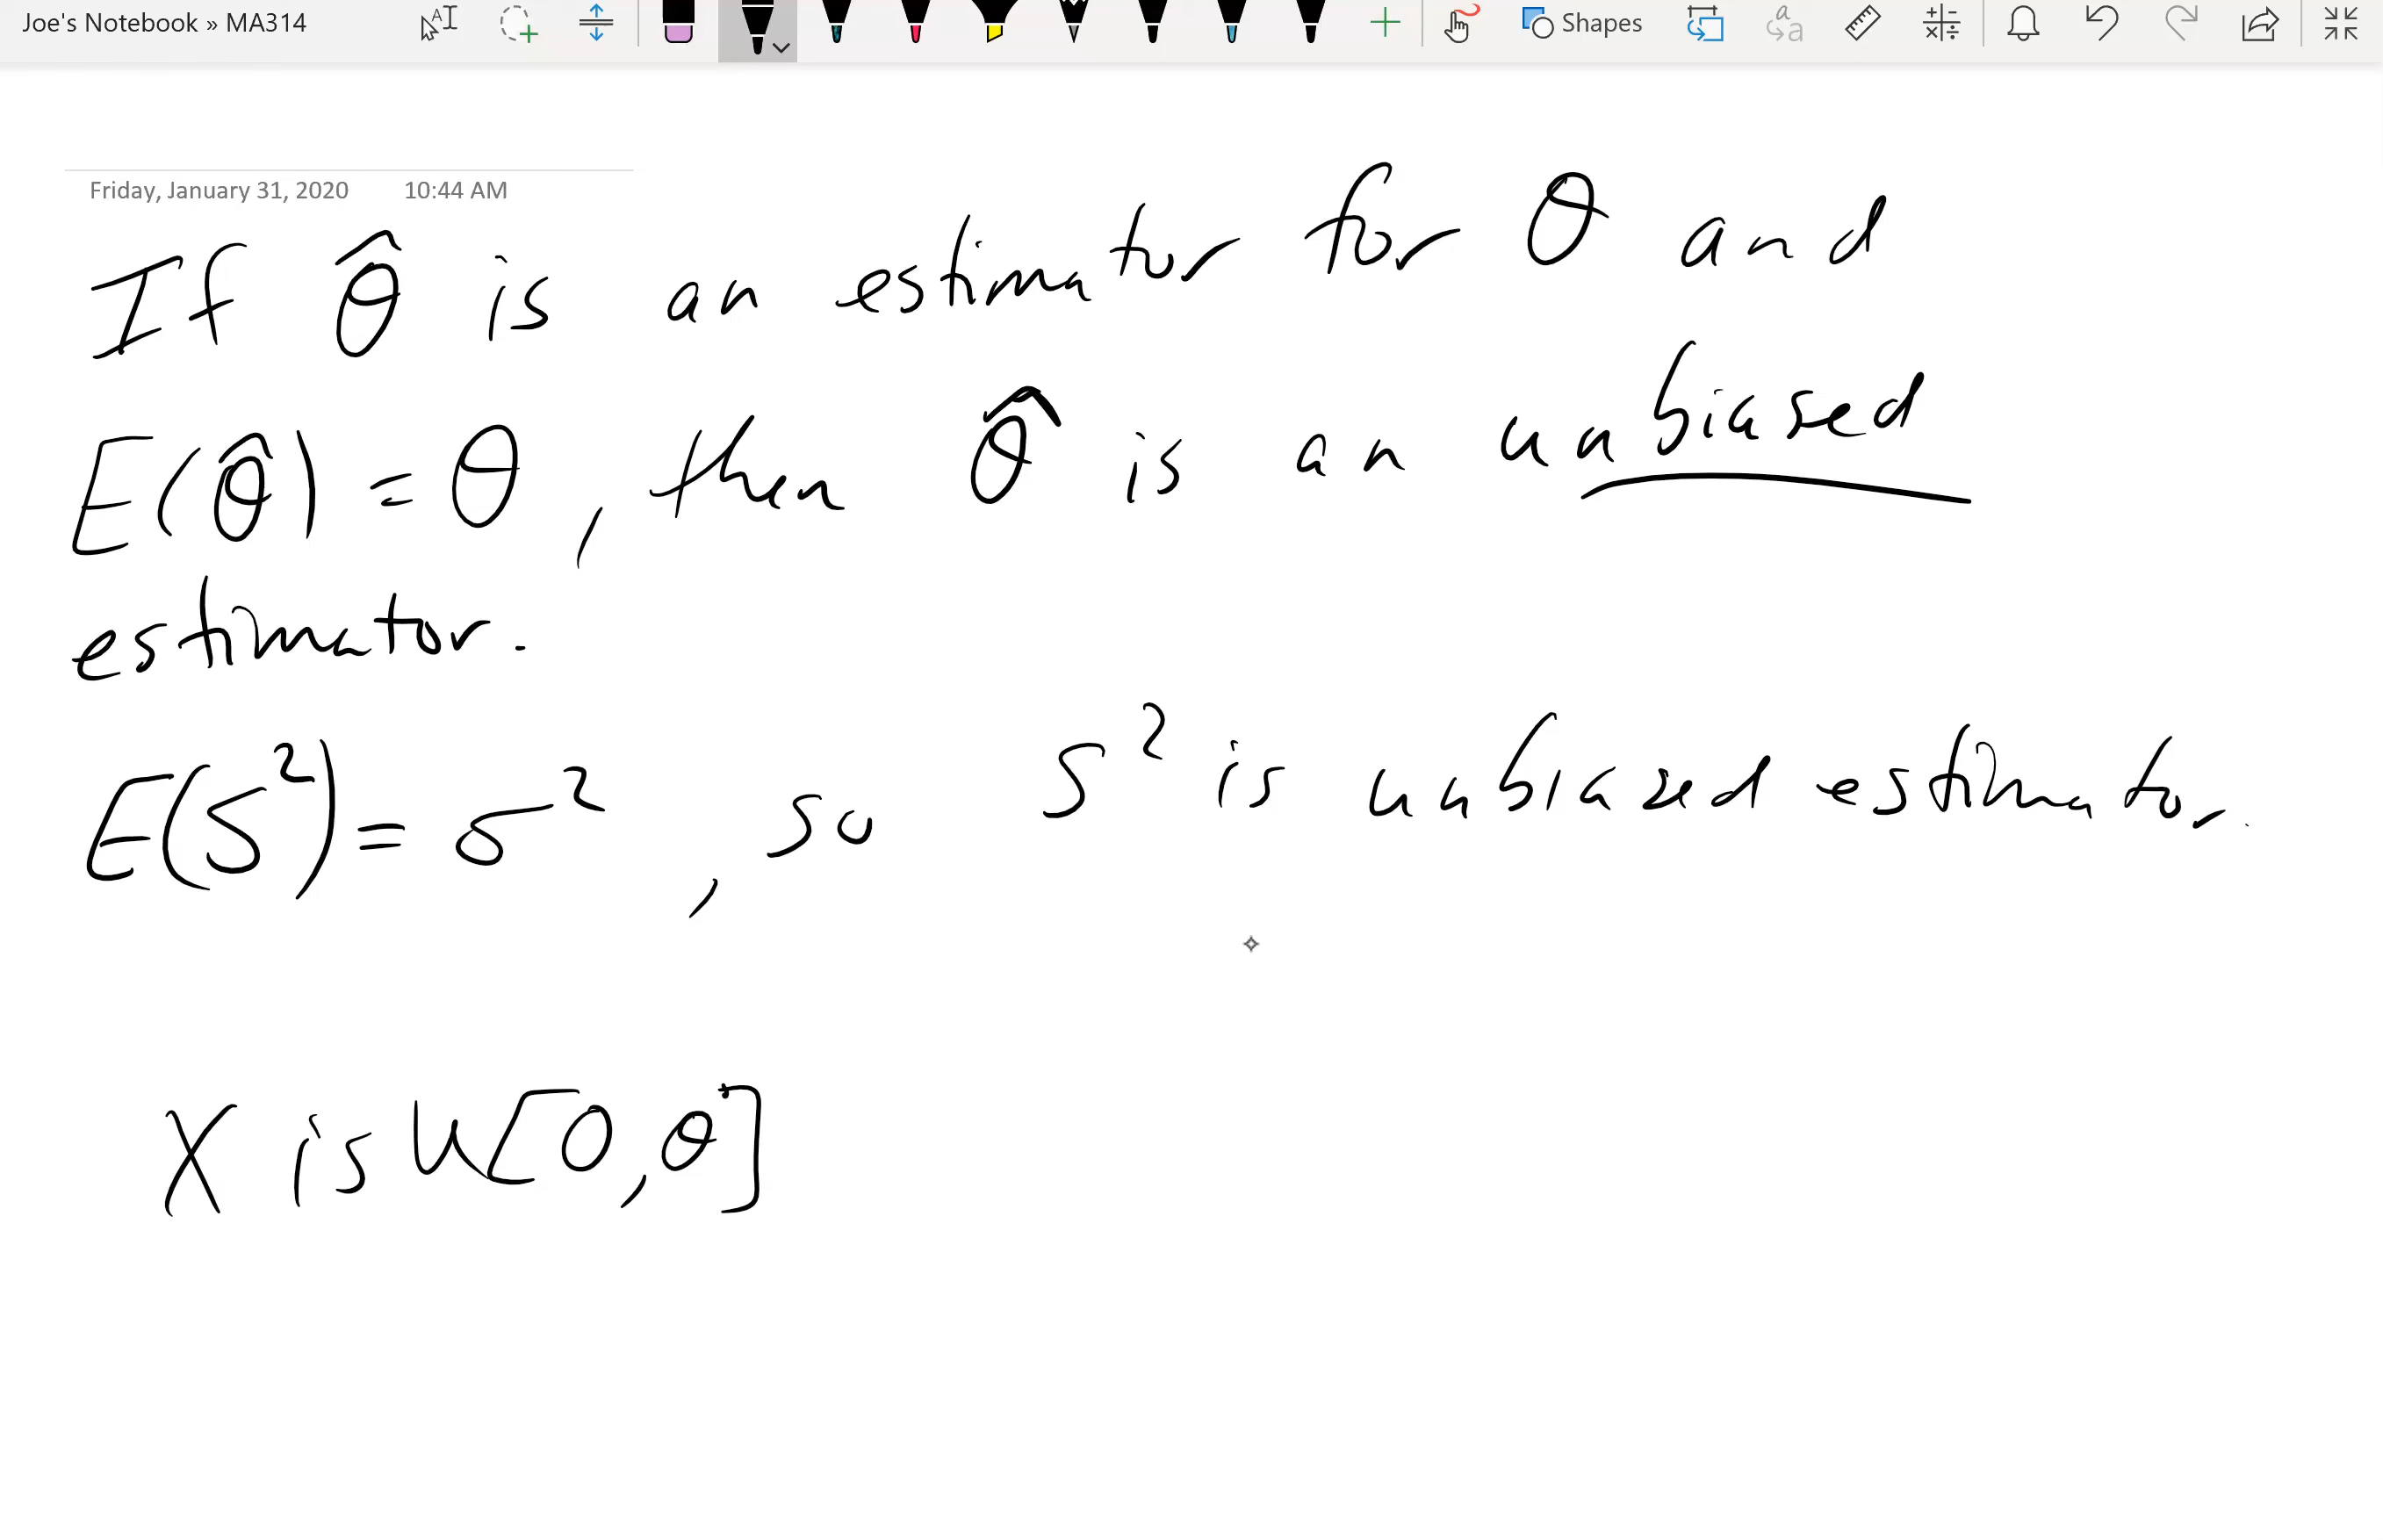 Joe's Notebook » MA314
Shapes
Friday, January 31, 2020 10:44 AM
If θ̂ is an estimator for θ and
E(θ̂) = θ, then θ̂ is an unbiased
estimator.
E(S²) = σ², so S² is unbiased estimator.
X is U[0,θ]